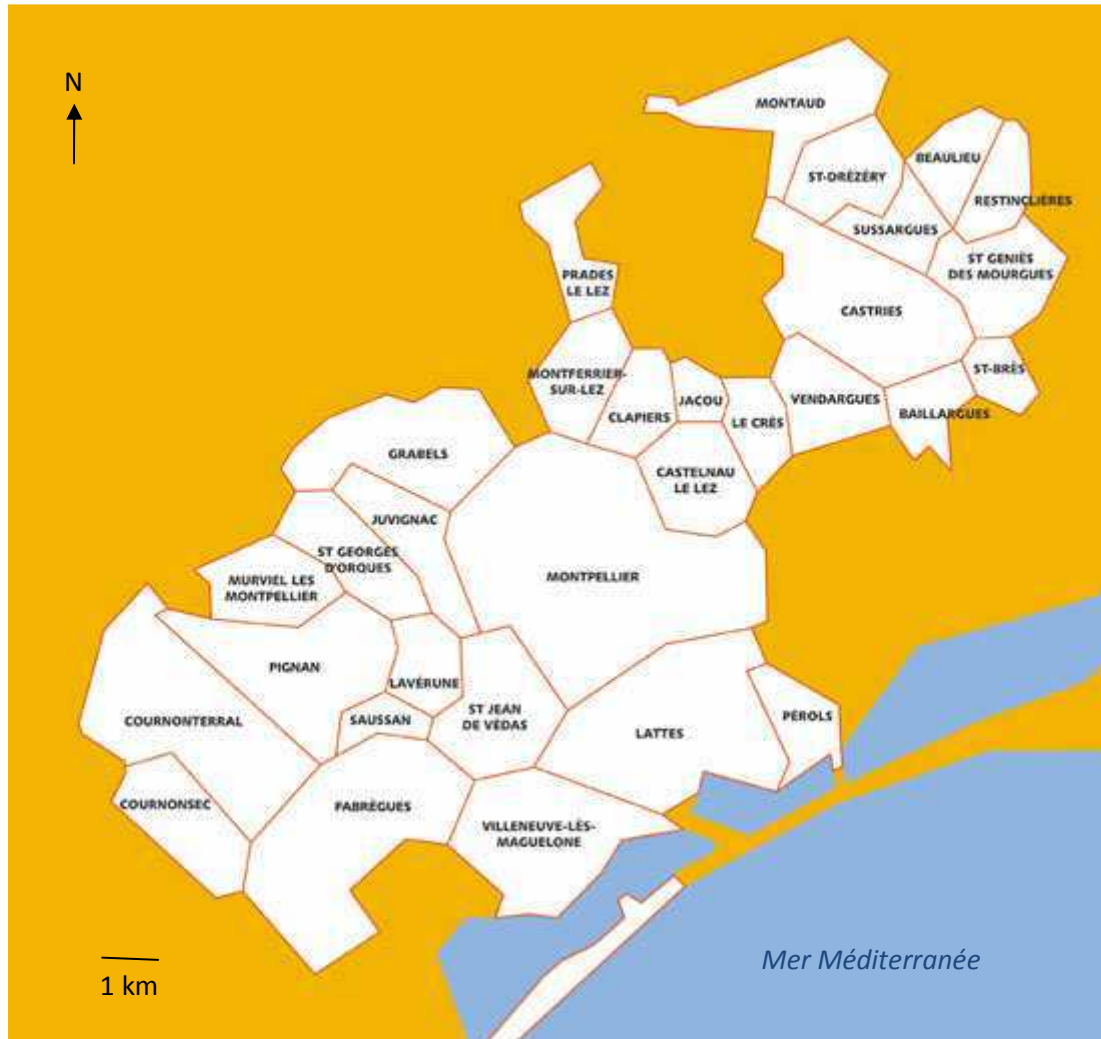 N
MONTAUD
BEAULIEU
ST-DRÉZÉRY
RESTINCLIÈRES
SUSSARGUES
ST GENIÈS
DES MOURGUES
PRADES
LE LEZ
CASTRIES
MONTFERRIER-
SUR-LEZ
ST-BRÈS
JACOU
VENDARGUES
CLAPIERS
LE CRÈS
BAILLARGUES
GRABELS
CASTELNAU
LE LEZ
JUVIGNAC
ST GEORGES
D'ORQUES
MURVIEL LES
MONTPELLIER
MONTPELLIER
PIGNAN
LAVÉRUNE
COURNONTERRAL
SAUSSAN
ST JEAN
DE VÉDAS
LATTES
PÉROLS
COURNONSEC
FABRÈGUES
VILLENEUVE-LÈS-
MAGUELONE
Mer Méditerranée
1 km